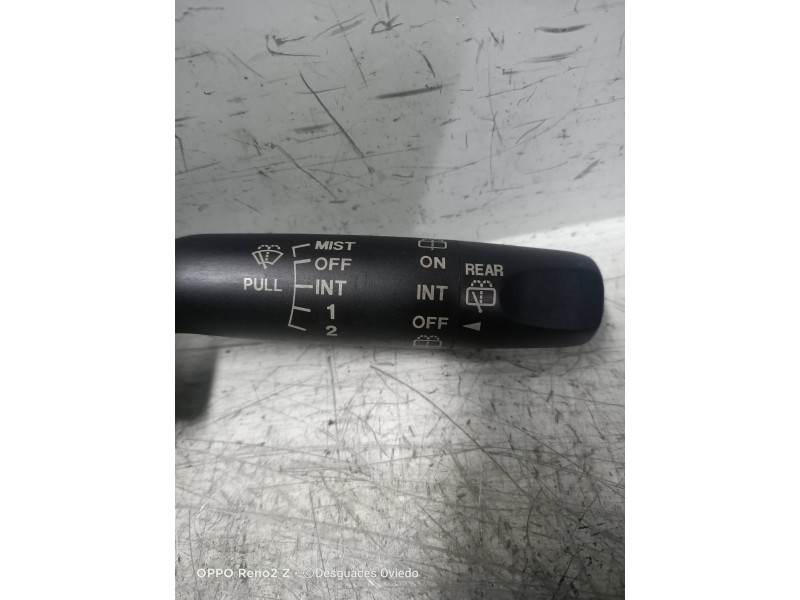 MIST
OFF
PULL INT
1
2
ON
INT
OFF
REAR
OPPO Reno2 Z · ©Desguaces Oviedo